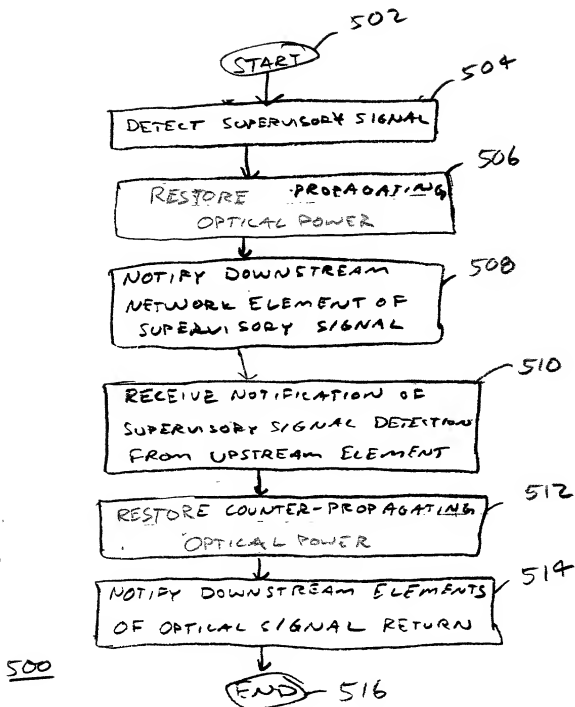 502
START
504
DETECT SUPERVISORY SIGNAL
506
RESTORE PROPAGATING
OPTICAL POWER
508
NOTIFY DOWNSTREAM
NETWORK ELEMENT OF
SUPERVISORY SIGNAL
510
RECEIVE NOTIFICATION OF
SUPERVISORY SIGNAL DETECTION
FROM UPSTREAM ELEMENT
512
RESTORE COUNTER-PROPAGATING
OPTICAL POWER
514
NOTIFY DOWNSTREAM ELEMENTS
OF OPTICAL SIGNAL RETURN
500
END
516